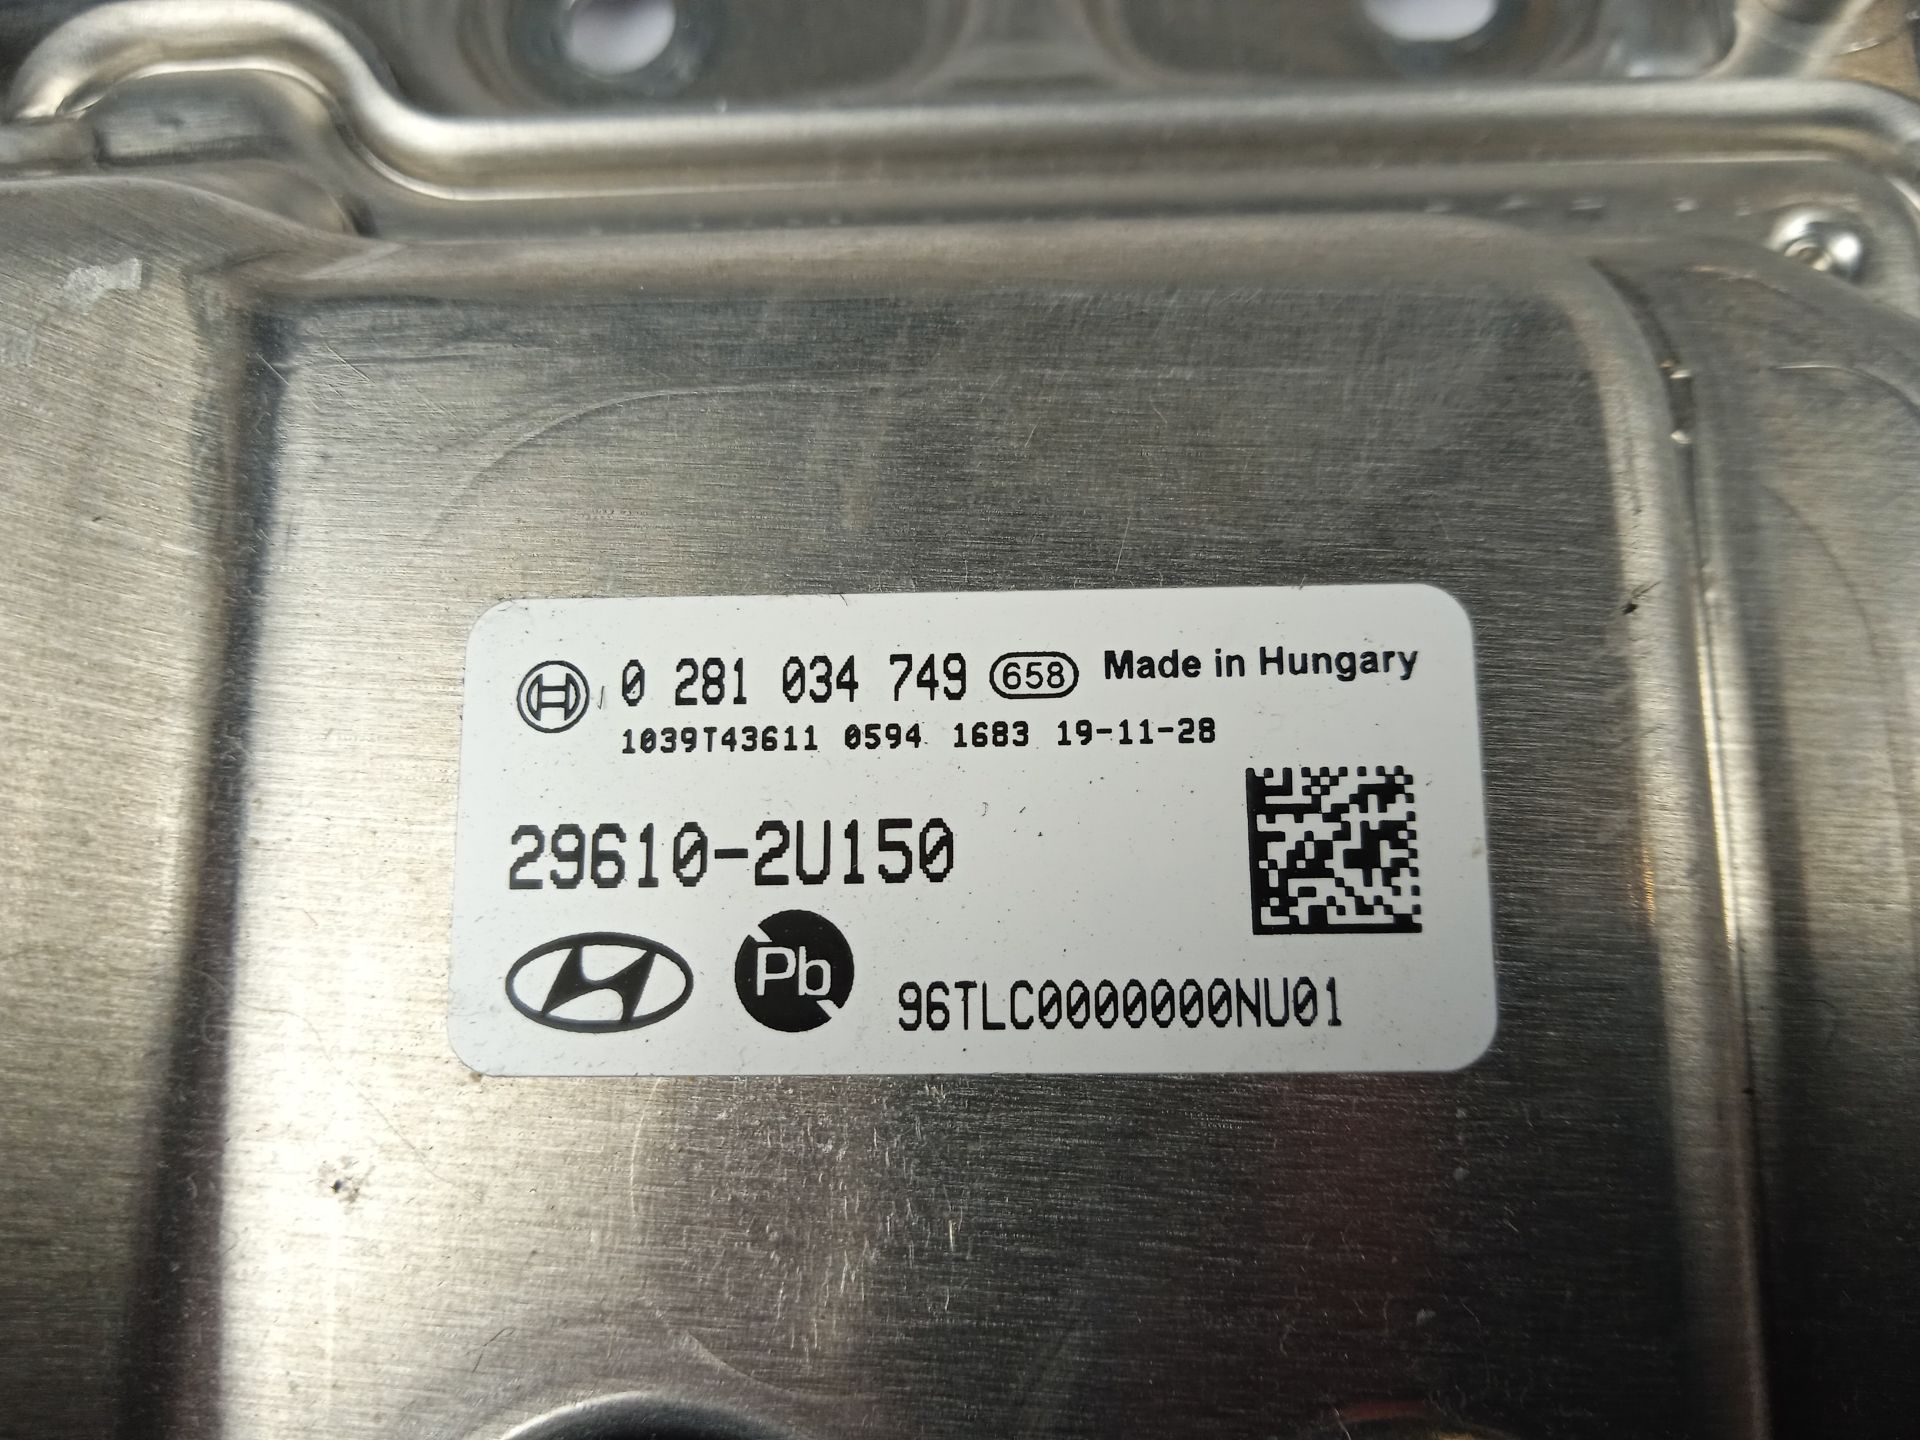 0 281 034 749 658 Made in Hungary
1039T43611 0594 1683 19-11-28
29610-2U150
Pb
96TLC0000000NU01